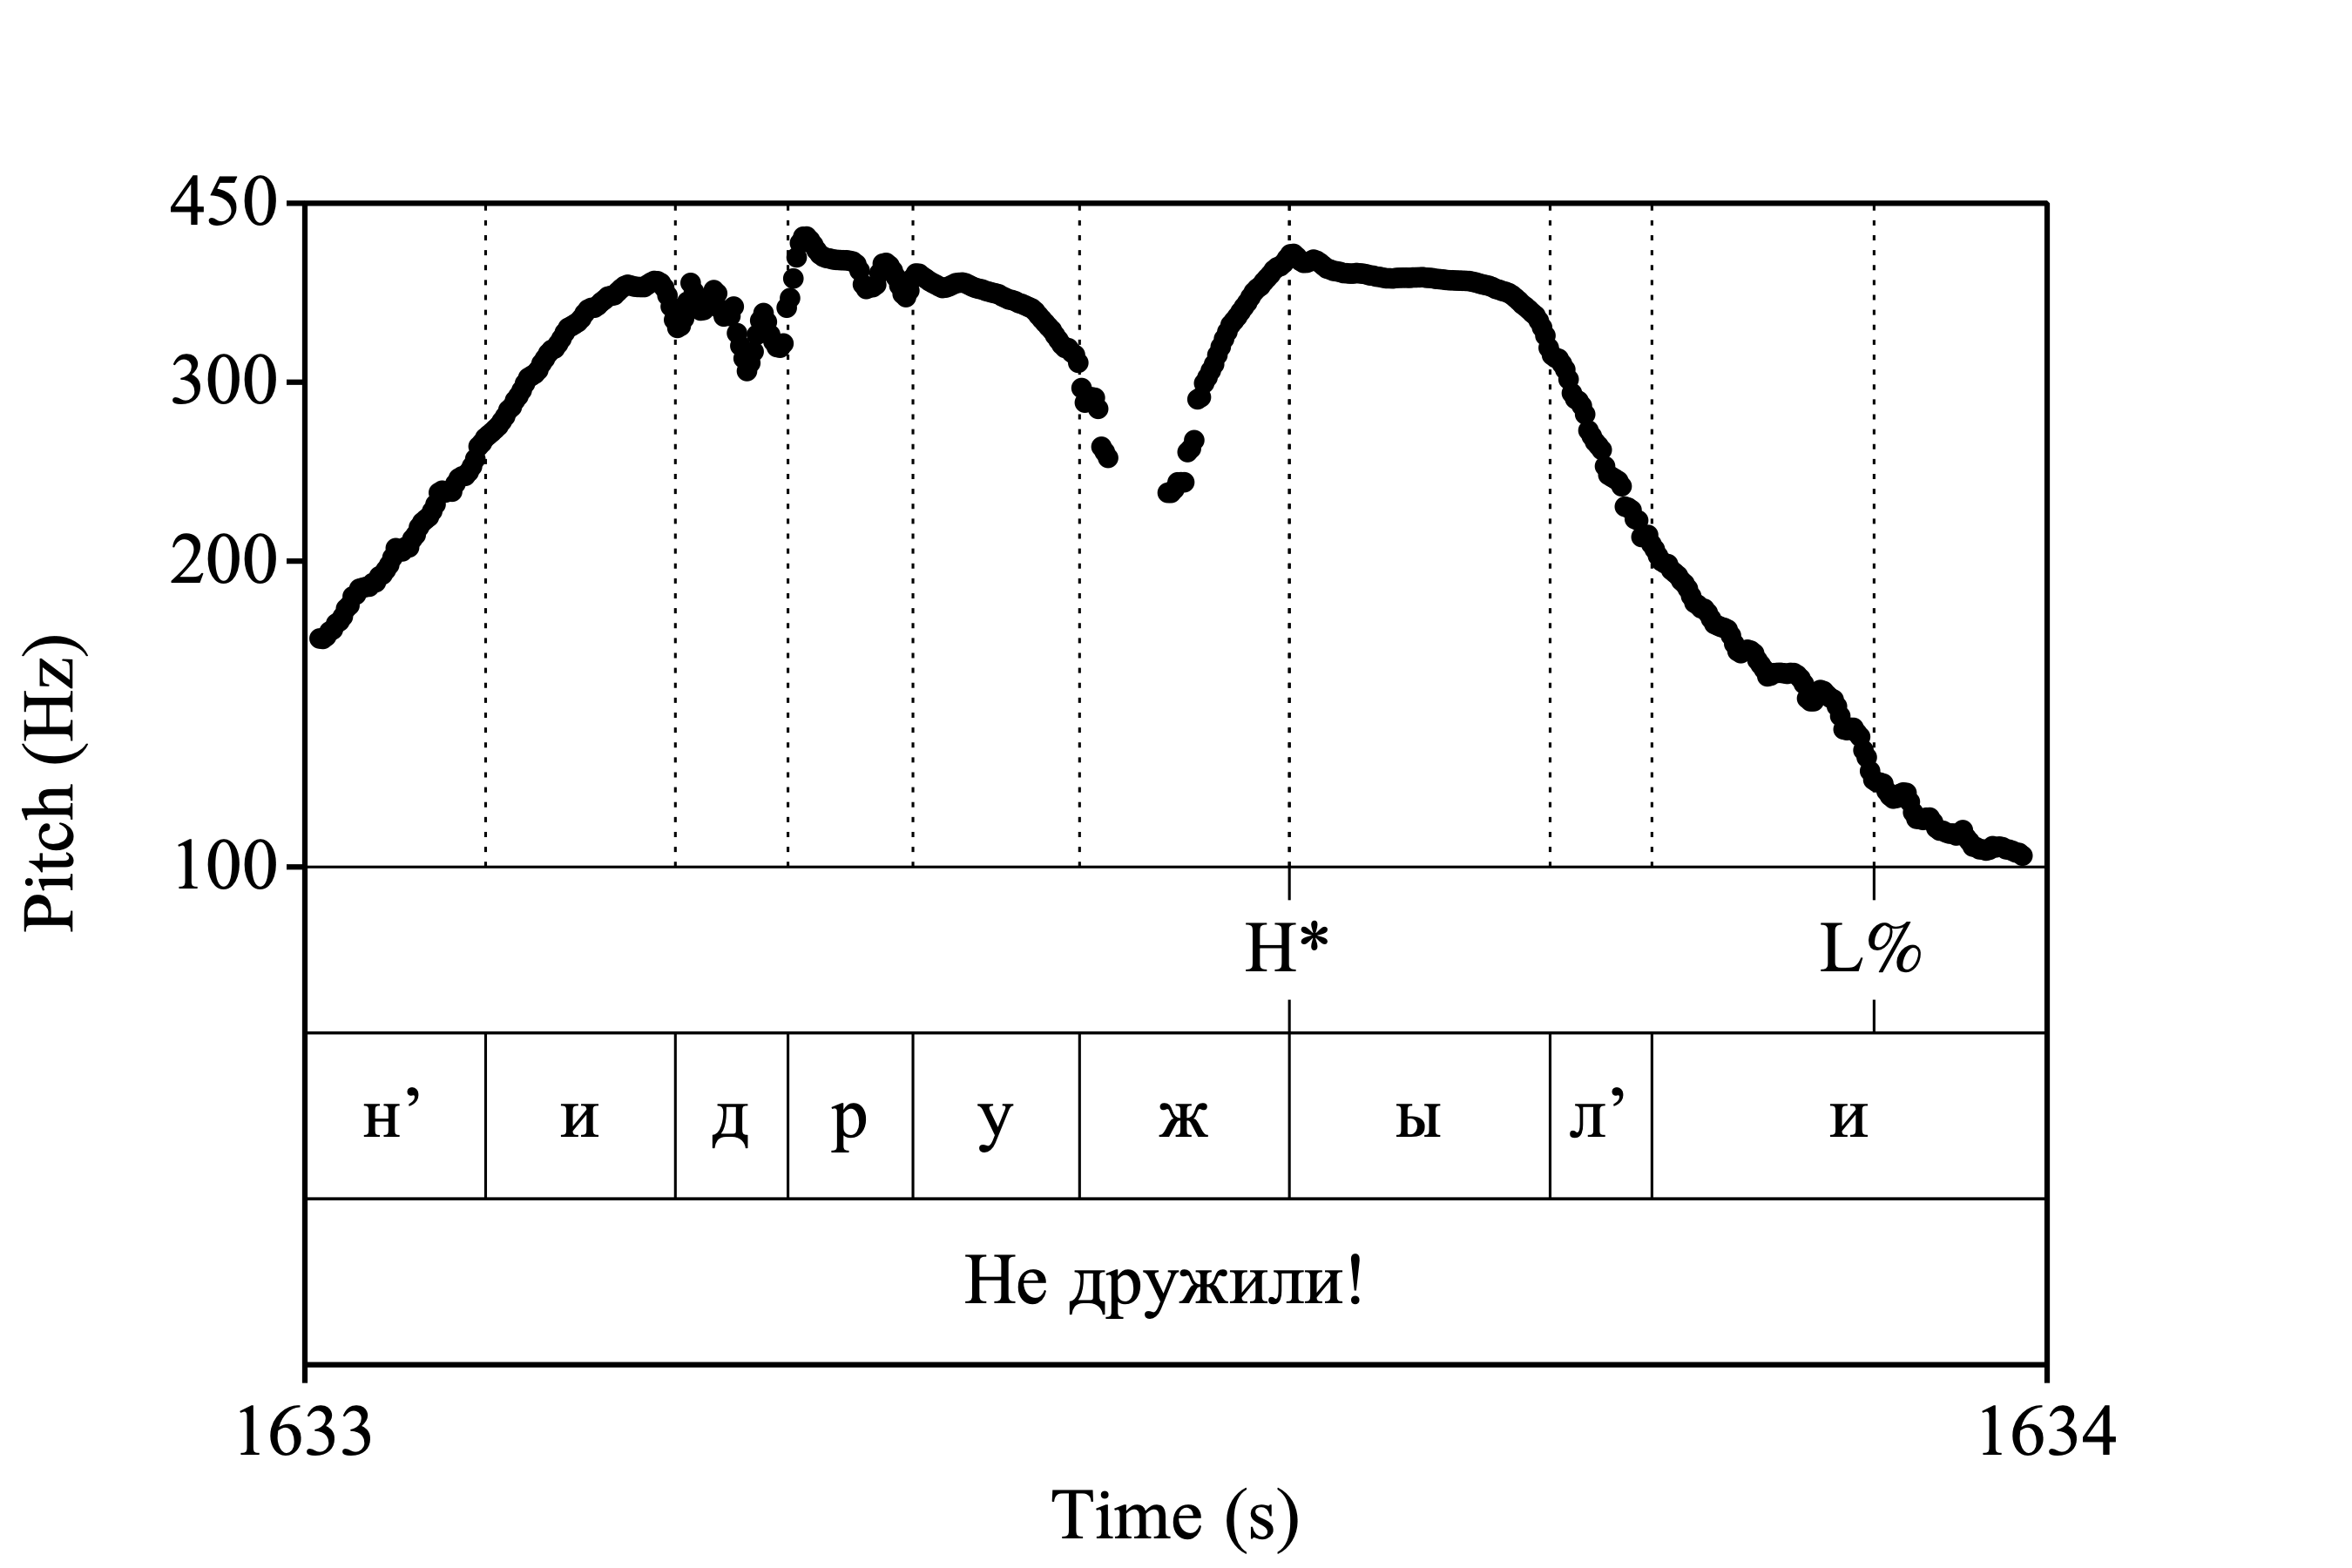 450
300
200
100
Pitch (Hz)
H* L%
н’ и д р у ж ы л’ и
Не дружили!
1633 1634
Time (s)